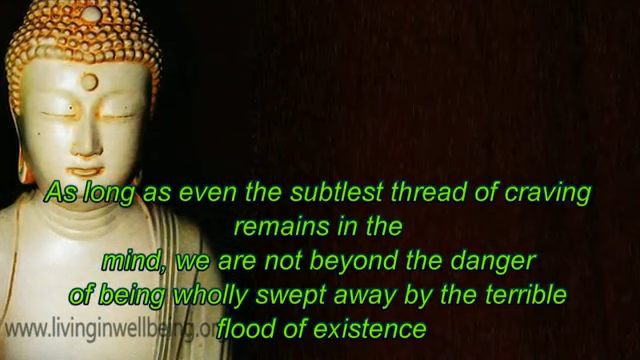 As long as even the subtlest thread of craving
remains in the
mind, we are not beyond the danger
of being wholly swept away by the terrible
flood of existence
www.livinginwellbeing.or